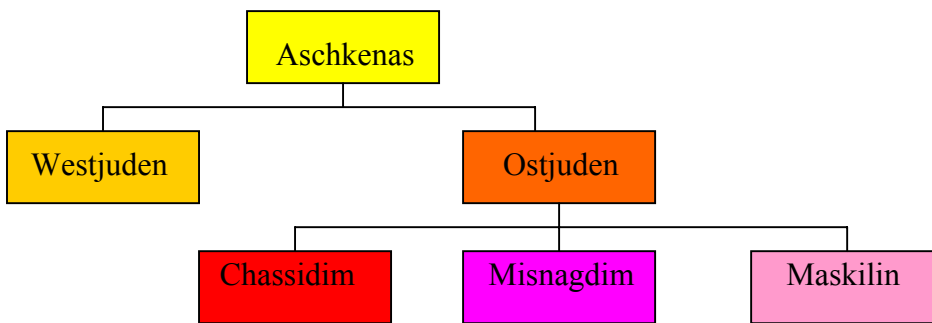 Aschkenas
Westjuden
Ostjuden
Chassidim
Misnagdim
Maskilin